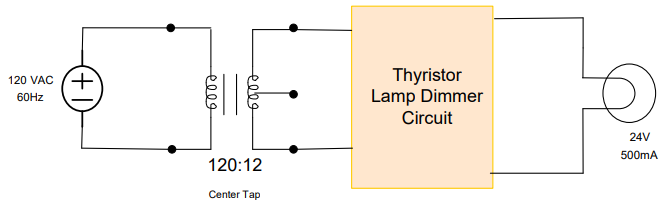 120 VAC
60Hz
120:12
Center Tap
Thyristor
Lamp Dimmer
Circuit
24V
500mA